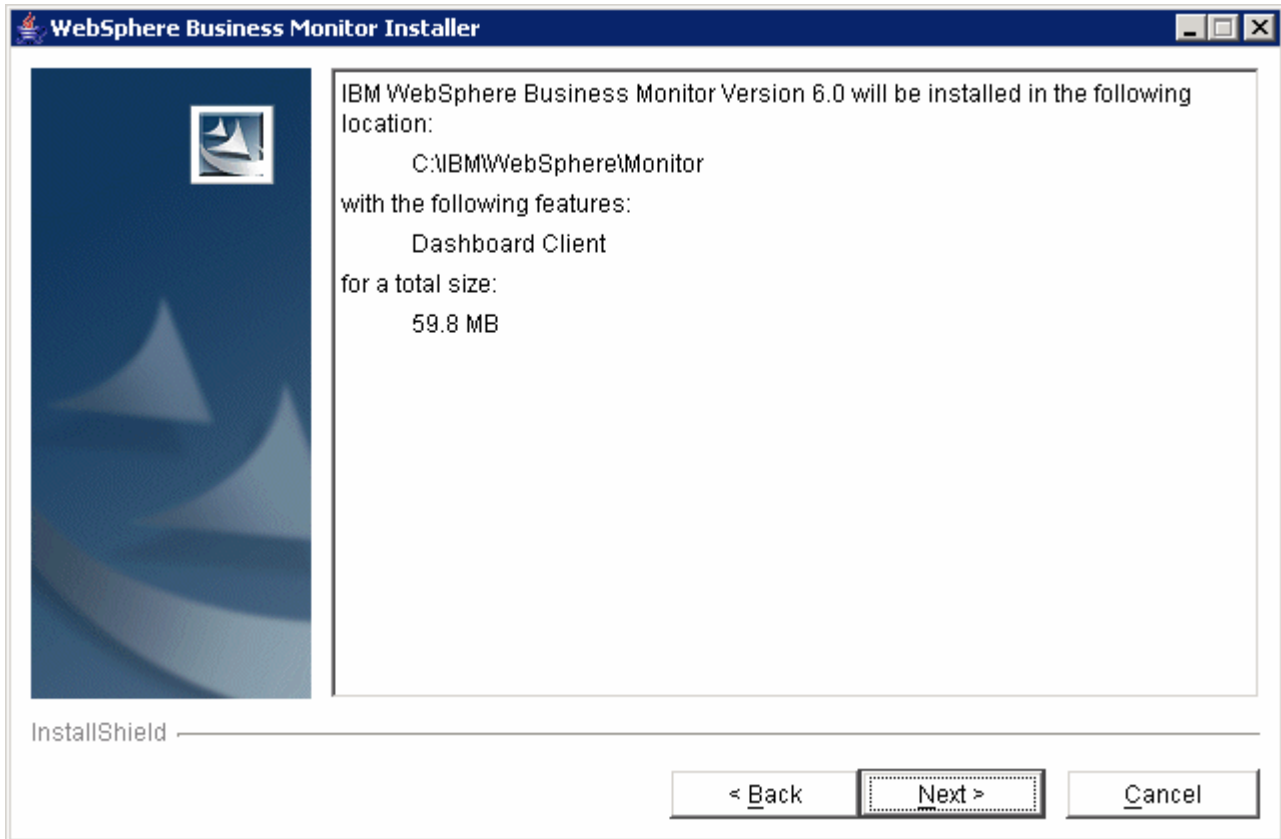 WebSphere Business Monitor Installer
IBM WebSphere Business Monitor Version 6.0 will be installed in the following
location:
C:\IBM\WebSphere\Monitor
with the following features:
Dashboard Client
for a total size:
59.8 MB
InstallShield
< Back
Next >
Cancel